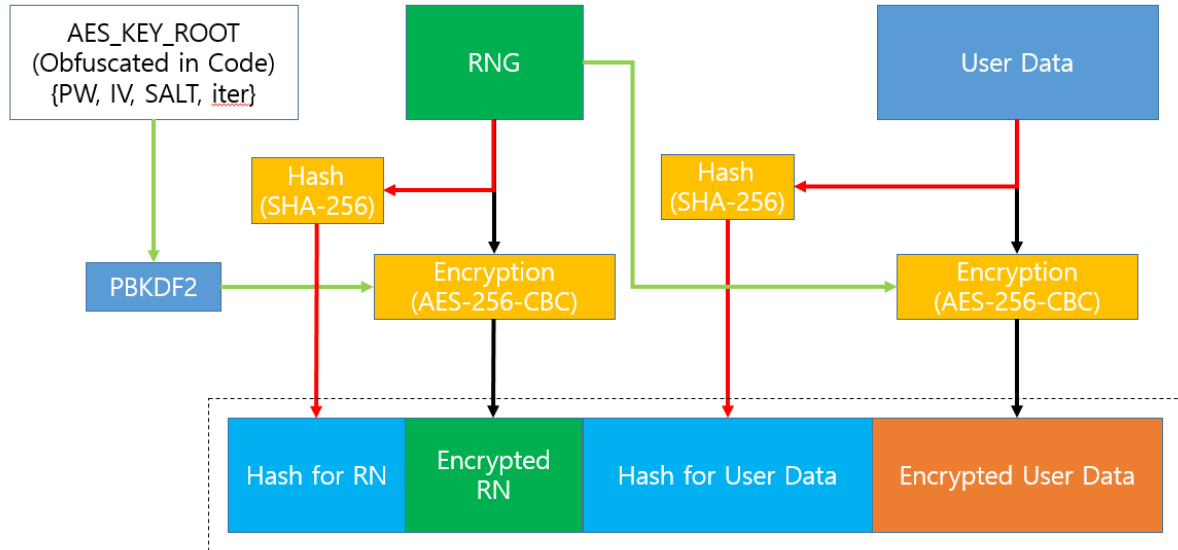 AES_KEY_ROOT
(Obfuscated in Code)
{PW, IV, SALT, iter}
RNG
User Data
Hash
(SHA-256)
Hash
(SHA-256)
PBKDF2
Encryption
(AES-256-CBC)
Encryption
(AES-256-CBC)
Hash for RN
Encrypted
RN
Hash for User Data
Encrypted User Data